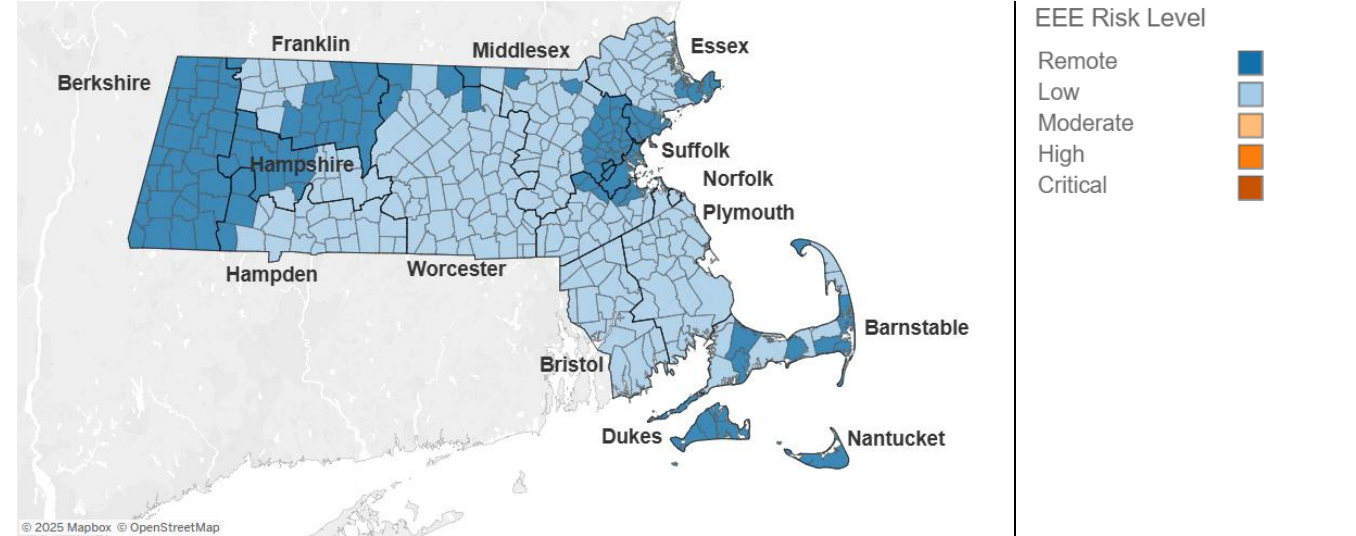 EEE Risk Level
Remote
Low
Moderate
High
Critical
Franklin
Middlesex
Essex
Berkshire
Suffolk
Hampshire
Norfolk
Plymouth
Hampden
Worcester
Barnstable
Bristol
Dukes
Nantucket
© 2025 Mapbox © OpenStreetMap